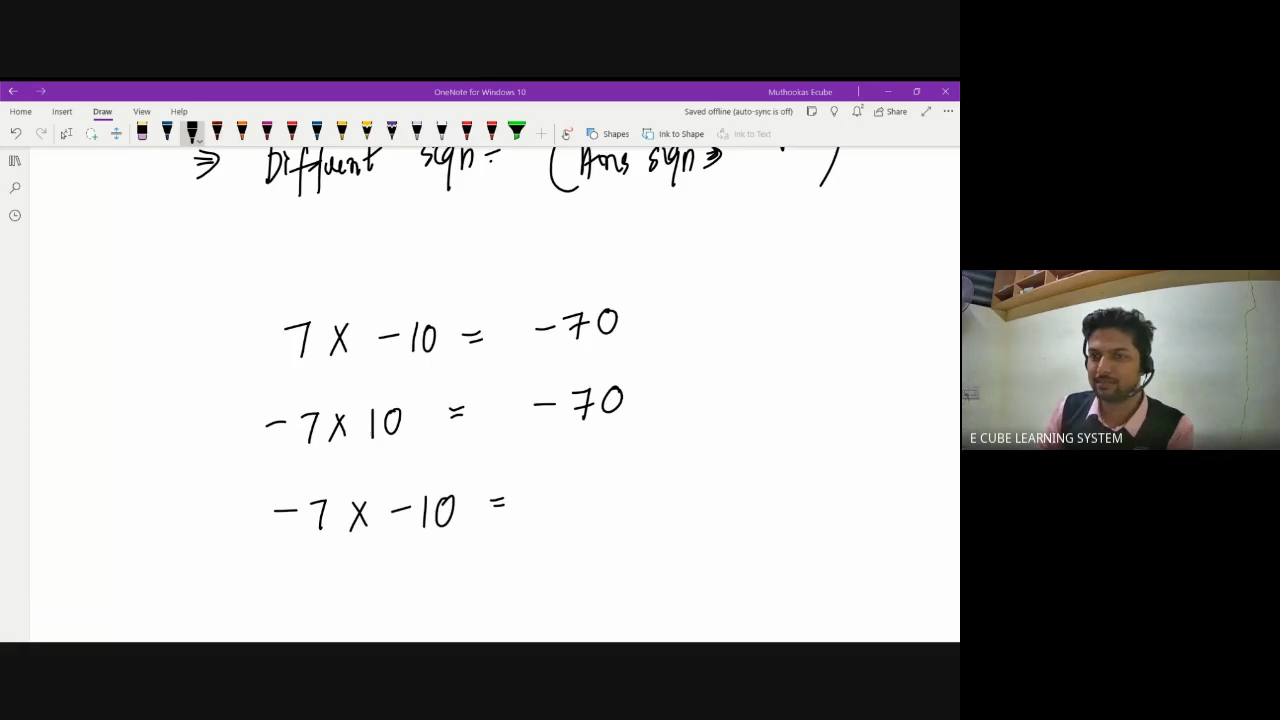 OneNote for Windows 10
Muthookas Ecube
Home Insert Draw View Help
Saved offline (auto-sync is off)
2
Share
Shapes
Ink to Shape
Ink to Text
⇒ Diffluent sign ÷ (Ans sign ⇒ )
7 X -10 = -70
-7 X 10 = -70
-7 X -10 =
E CUBE LEARNING SYSTEM